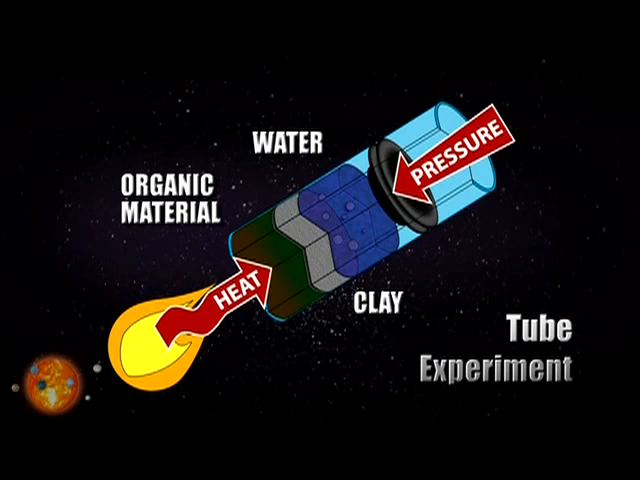 WATER
PRESSURE
ORGANIC
MATERIAL
HEAT
CLAY
Tube
Experiment